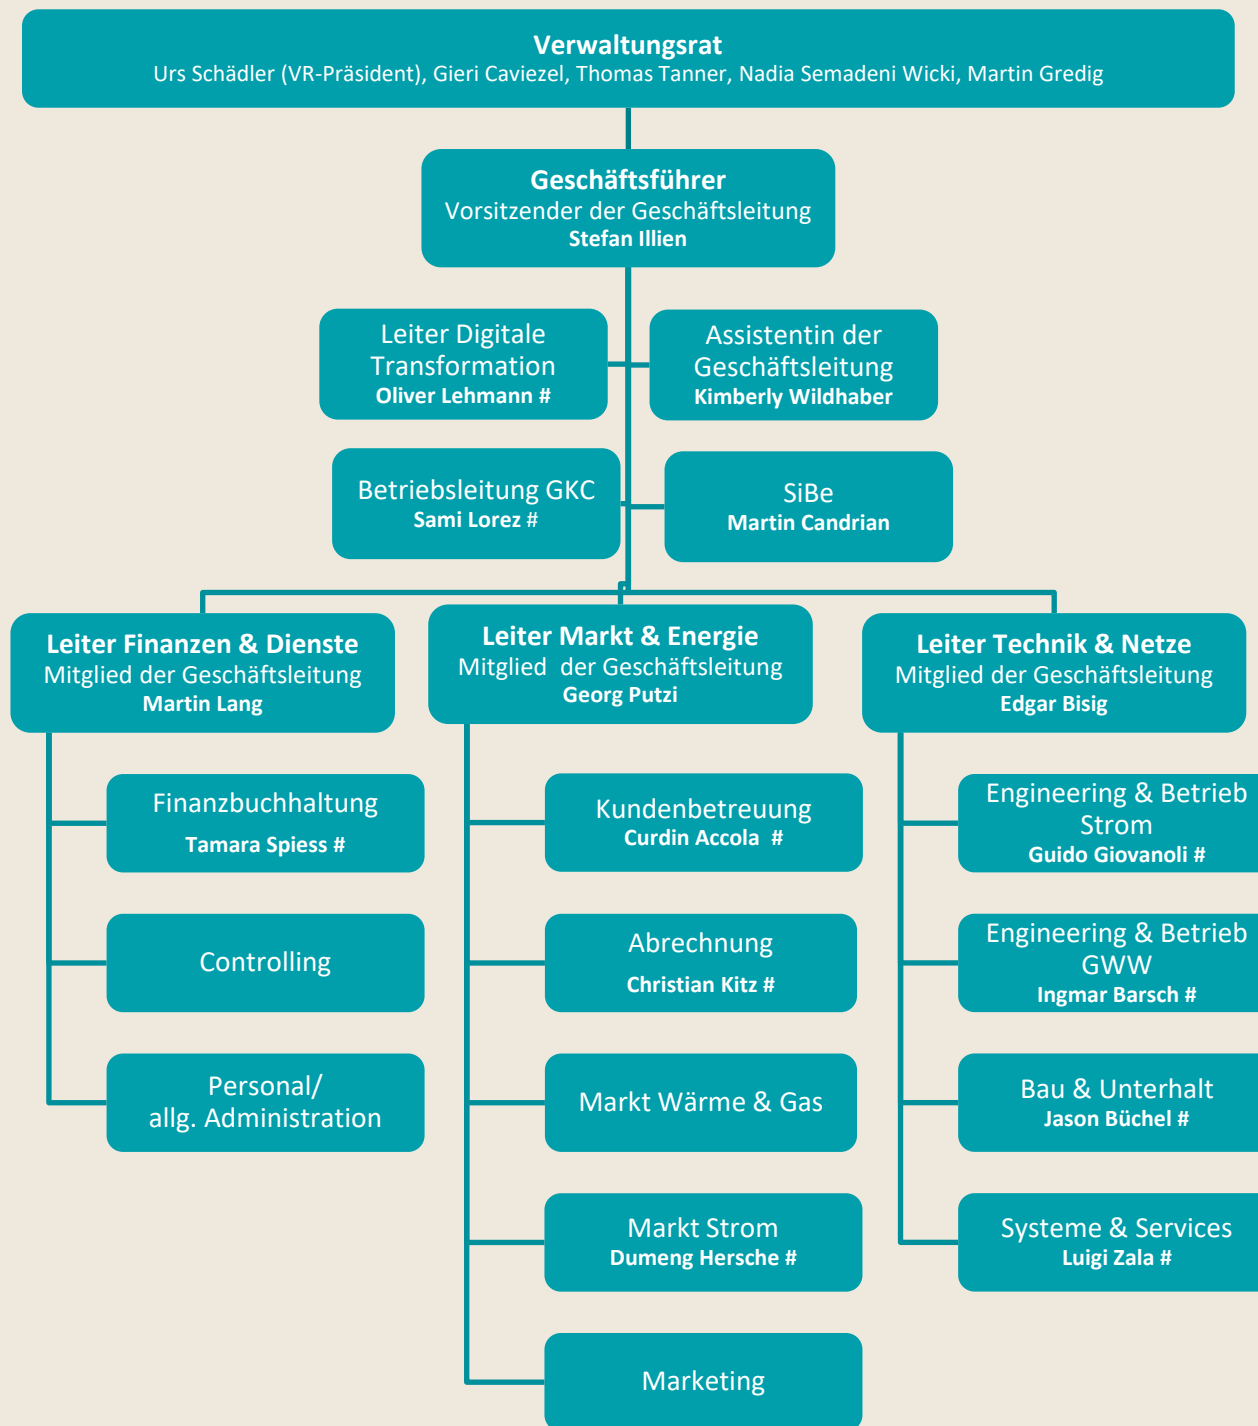 Verwaltungsrat
Urs Schädler (VR-Präsident), Gieri Caviezel, Thomas Tanner, Nadia Semadeni Wicki, Martin Gredig
Geschäftsführer
Vorsitzender der Geschäftsleitung
Stefan Illien
Leiter Digitale
Transformation
Oliver Lehmann #
Assistentin der
Geschäftsleitung
Kimberly Wildhaber
Betriebsleitung GKC
Sami Lorez #
SiBe
Martin Candrian
Leiter Finanzen & Dienste
Mitglied der Geschäftsleitung
Martin Lang
Finanzbuchhaltung
Tamara Spiess #
Controlling
Personal/
allg. Administration
Leiter Markt & Energie
Mitglied  der Geschäftsleitung
Georg Putzi
Kundenbetreuung
Curdin Accola  #
Abrechnung
Christian Kitz #
Markt Wärme & Gas
Markt Strom
Dumeng Hersche #
Marketing
Leiter Technik & Netze
Mitglied der Geschäftsleitung
Edgar Bisig
Engineering & Betrieb
Strom
Guido Giovanoli #
Engineering & Betrieb
GWW
Ingmar Barsch #
Bau & Unterhalt
Jason Büchel #
Systeme & Services
Luigi Zala #